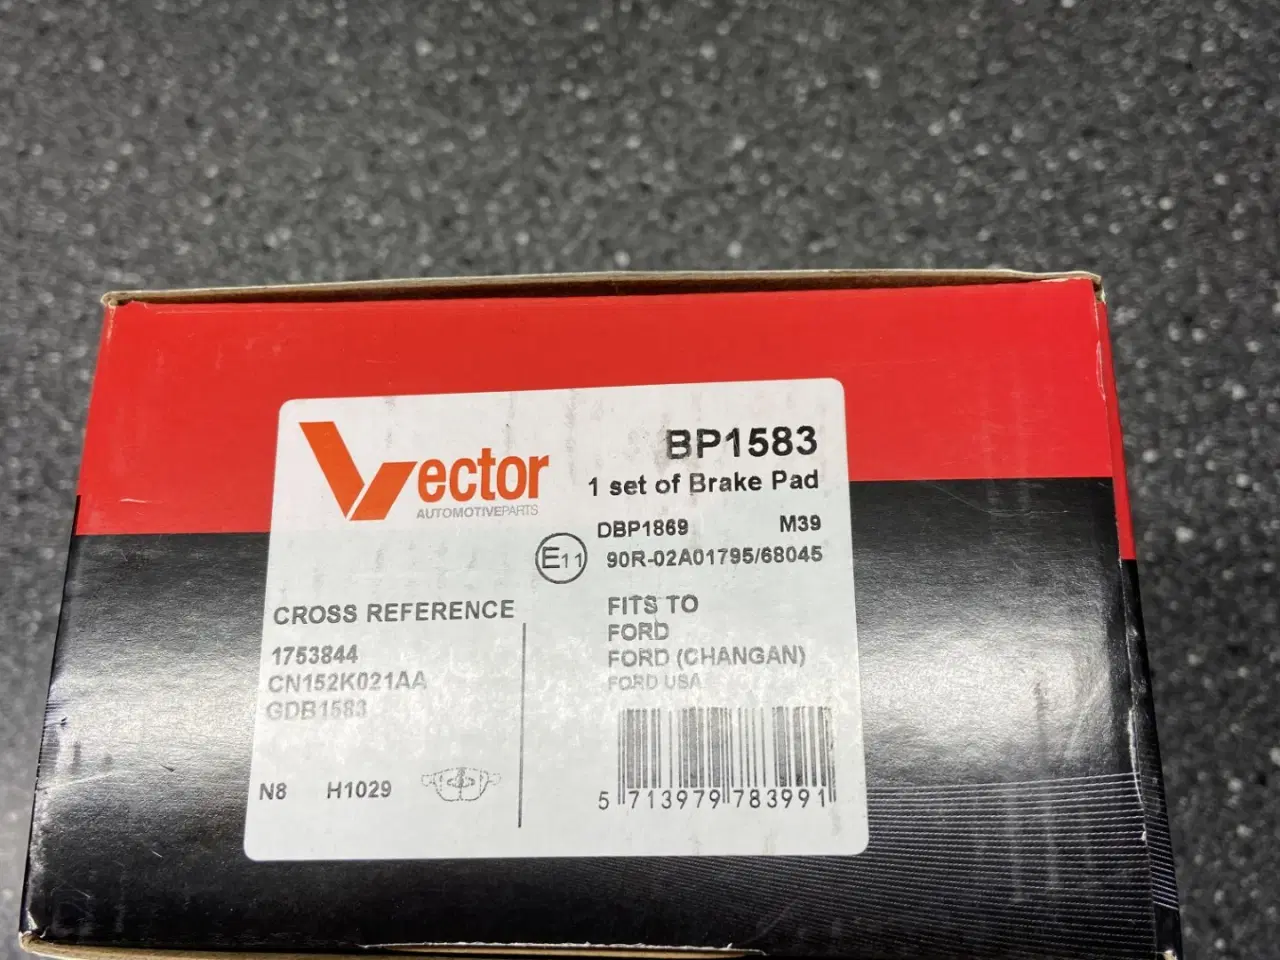 Vector
AUTOMOTIVEPARTS
BP1583
1 set of Brake Pad
DBP1869 M39
E11 90R-02A01795/68045
CROSS REFERENCE
1753844
CN152K021AA
GDB1583
N8 H1029
FITS TO
FORD
FORD (CHANGAN)
FORD USA
5 713979 783991